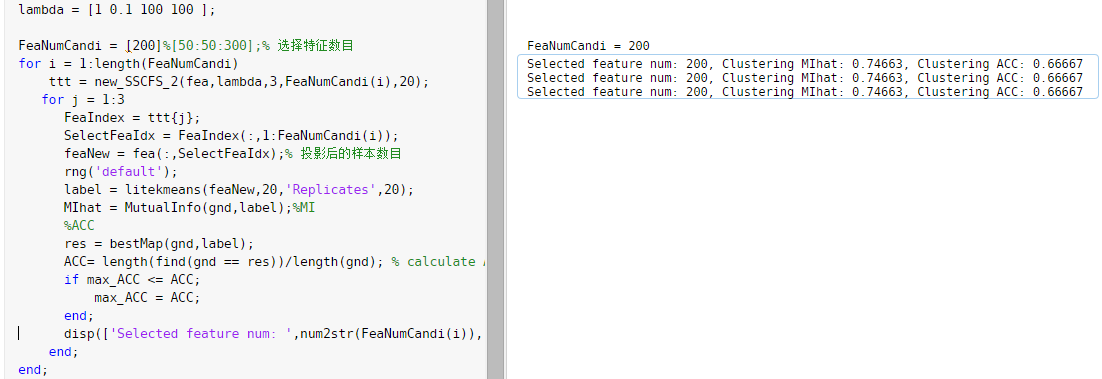 lambda = [1 0.1 100 100 ];
FeaNumCandi = [200]%[50:50:300];% 选择特征数目
for i = 1:length(FeaNumCandi)
ttt = new_SSCFS_2(fea,lambda,3,FeaNumCandi(i),20);
for j = 1:3
FeaIndex = ttt{j};
SelectFeaIdx = FeaIndex(:,1:FeaNumCandi(i));
feaNew = fea(:,SelectFeaIdx);% 投影后的样本数目
rng('default');
label = litekmeans(feaNew,20,'Replicates',20);
MIhat = MutualInfo(gnd,label);%MI
%ACC
res = bestMap(gnd,label);
ACC= length(find(gnd == res))/length(gnd); % calculate
if max_ACC <= ACC;
max_ACC = ACC;
end;
disp(['Selected feature num: ',num2str(FeaNumCandi(i)),
end;
end;
FeaNumCandi = 200
Selected feature num: 200, Clustering MIhat: 0.74663, Clustering ACC: 0.66667
Selected feature num: 200, Clustering MIhat: 0.74663, Clustering ACC: 0.66667
Selected feature num: 200, Clustering MIhat: 0.74663, Clustering ACC: 0.66667